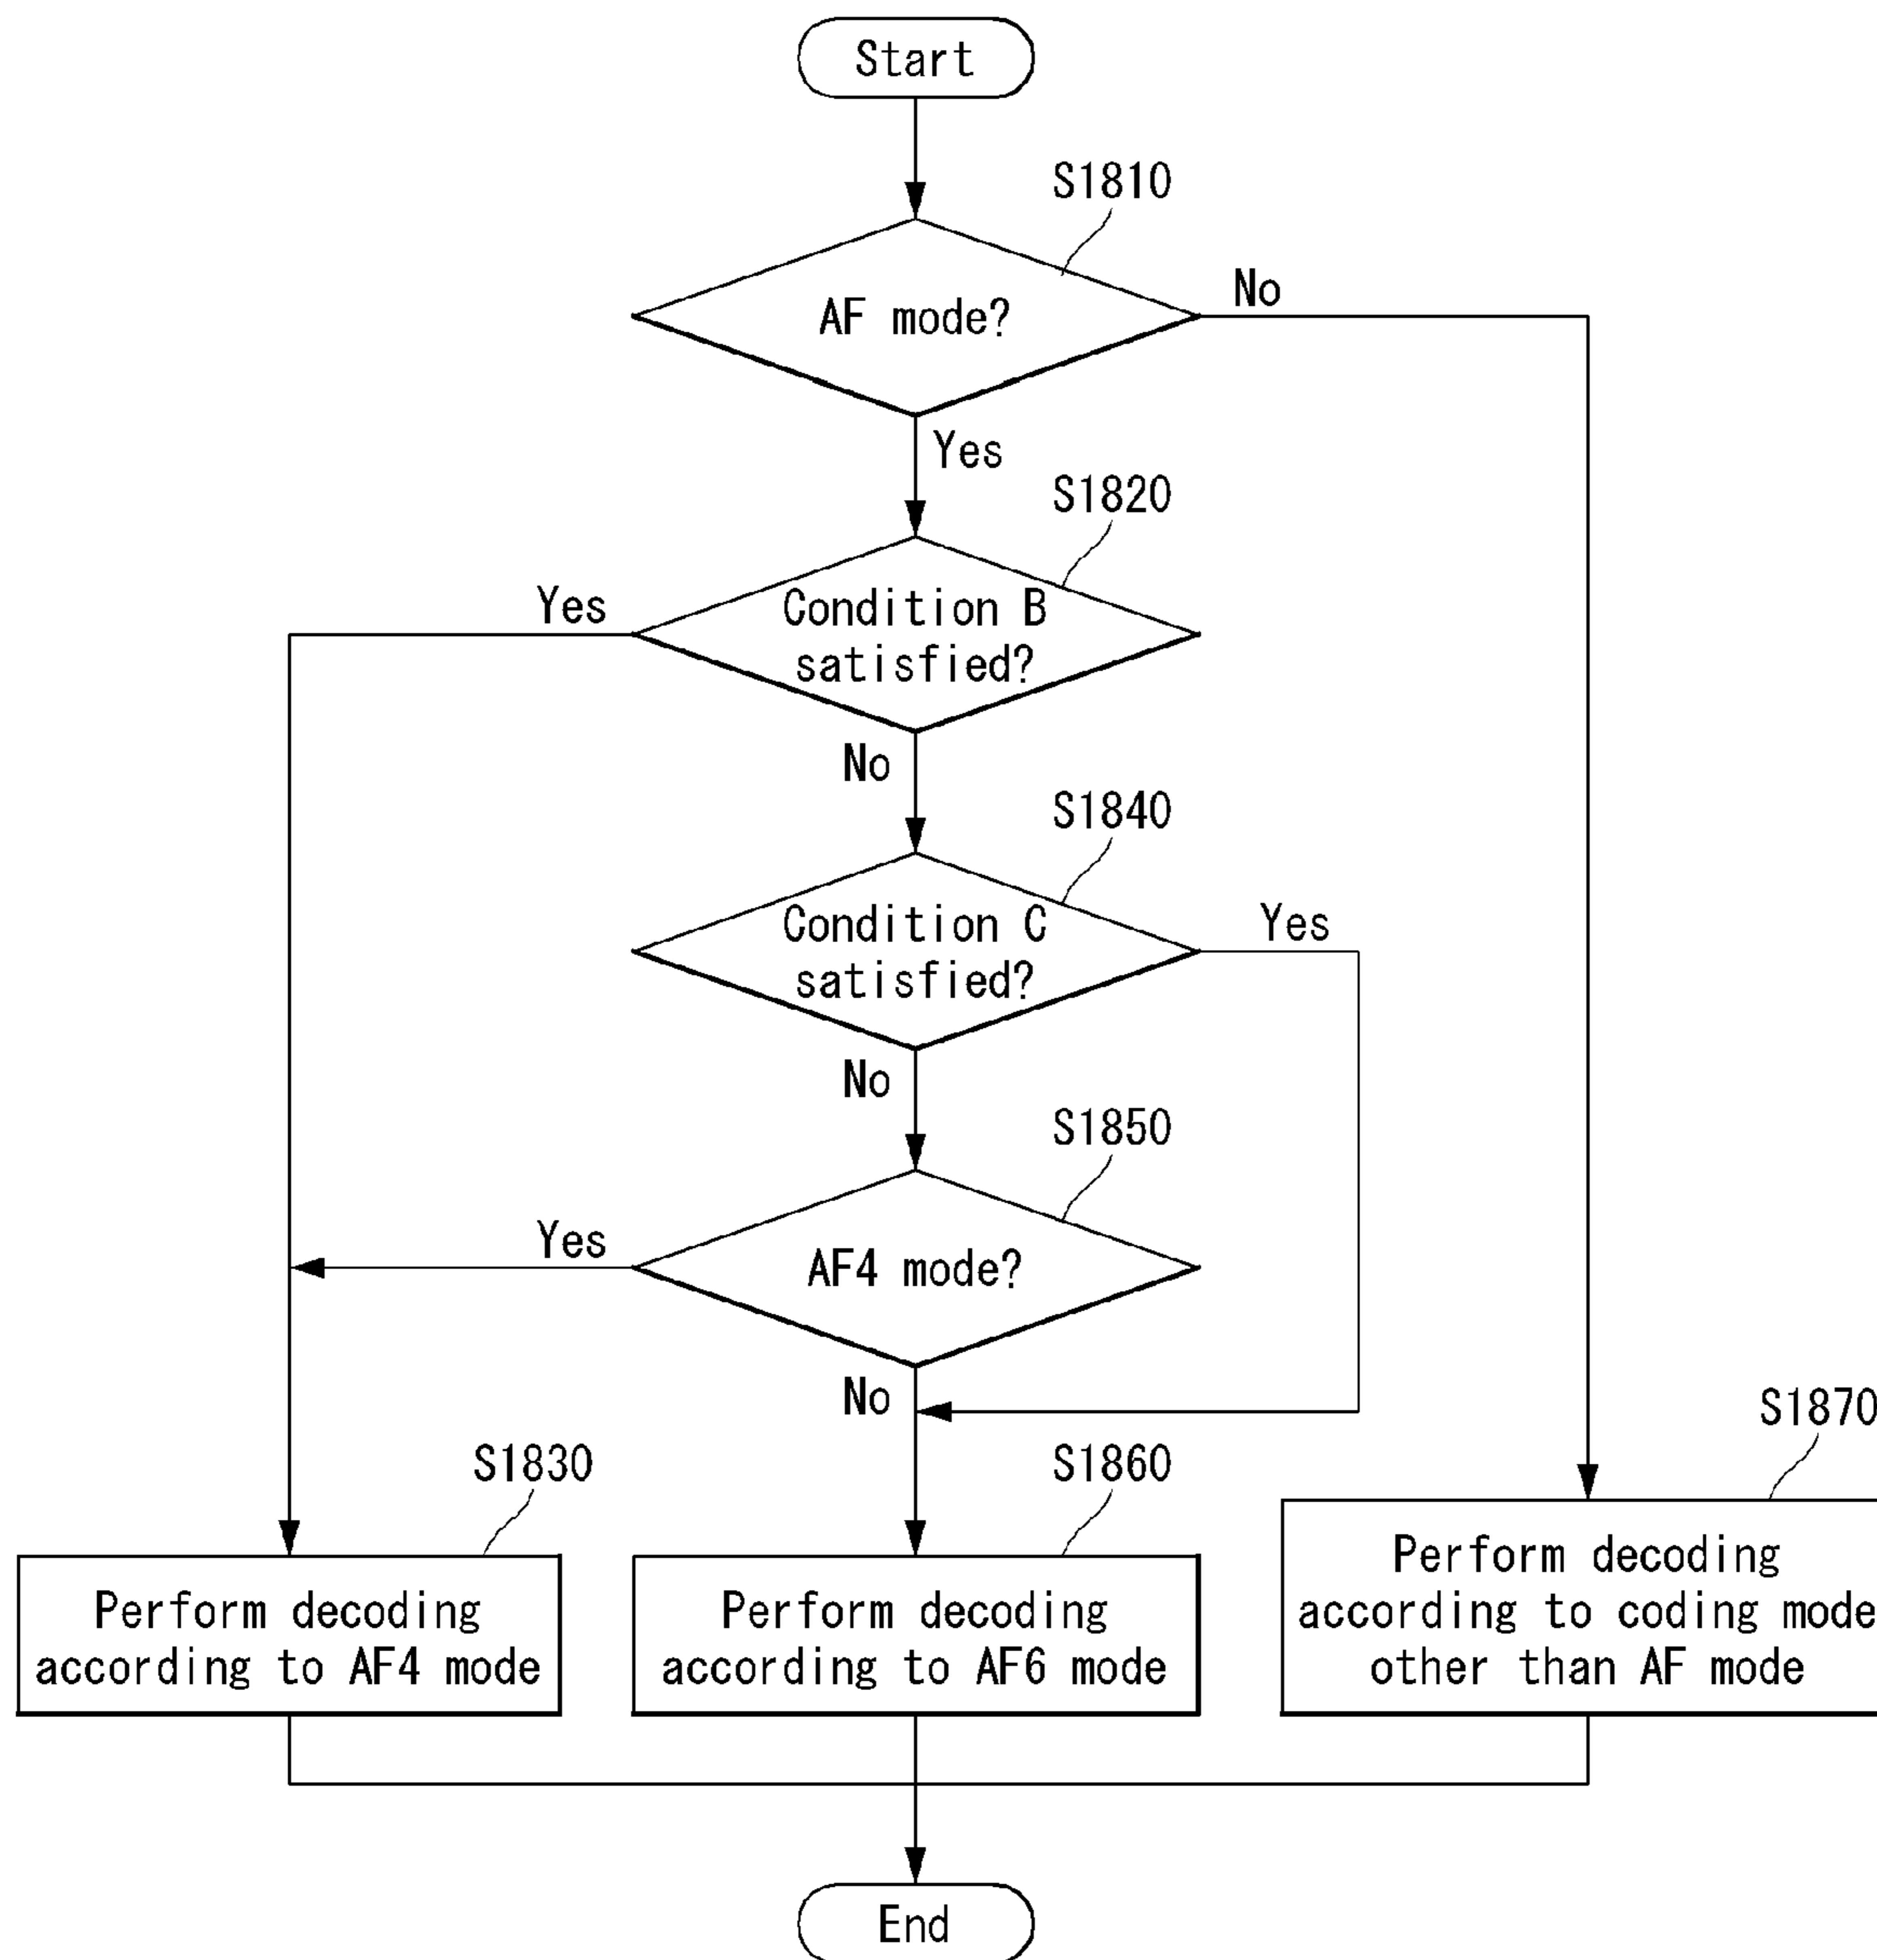 Start
S1810
AF mode?
No
Yes
S1820
Yes
Condition B
satisfied?
No
S1840
Condition C
satisfied?
Yes
No
S1850
Yes
AF4 mode?
No
S1830
S1860
S1870
Perform decoding
according to AF4 mode
Perform decoding
according to AF6 mode
Perform decoding
according to coding mode
other than AF mode
End